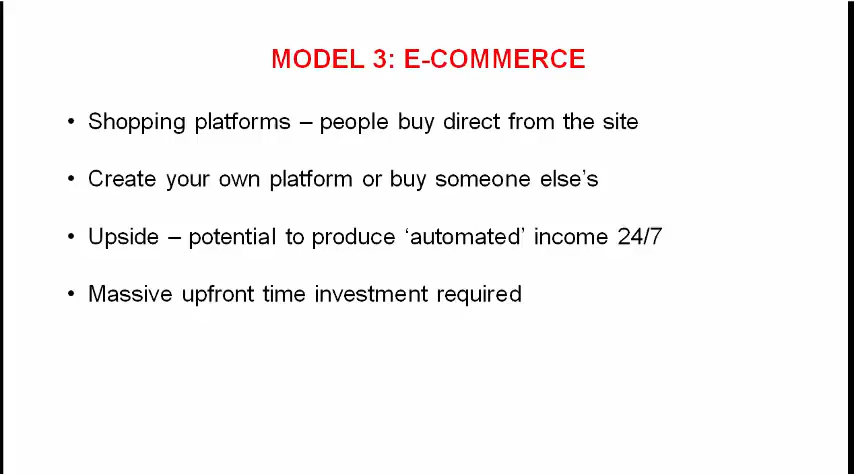 MODEL 3: E-COMMERCE
• Shopping platforms – people buy direct from the site
• Create your own platform or buy someone else’s
• Upside – potential to produce ‘automated’ income 24/7
• Massive upfront time investment required